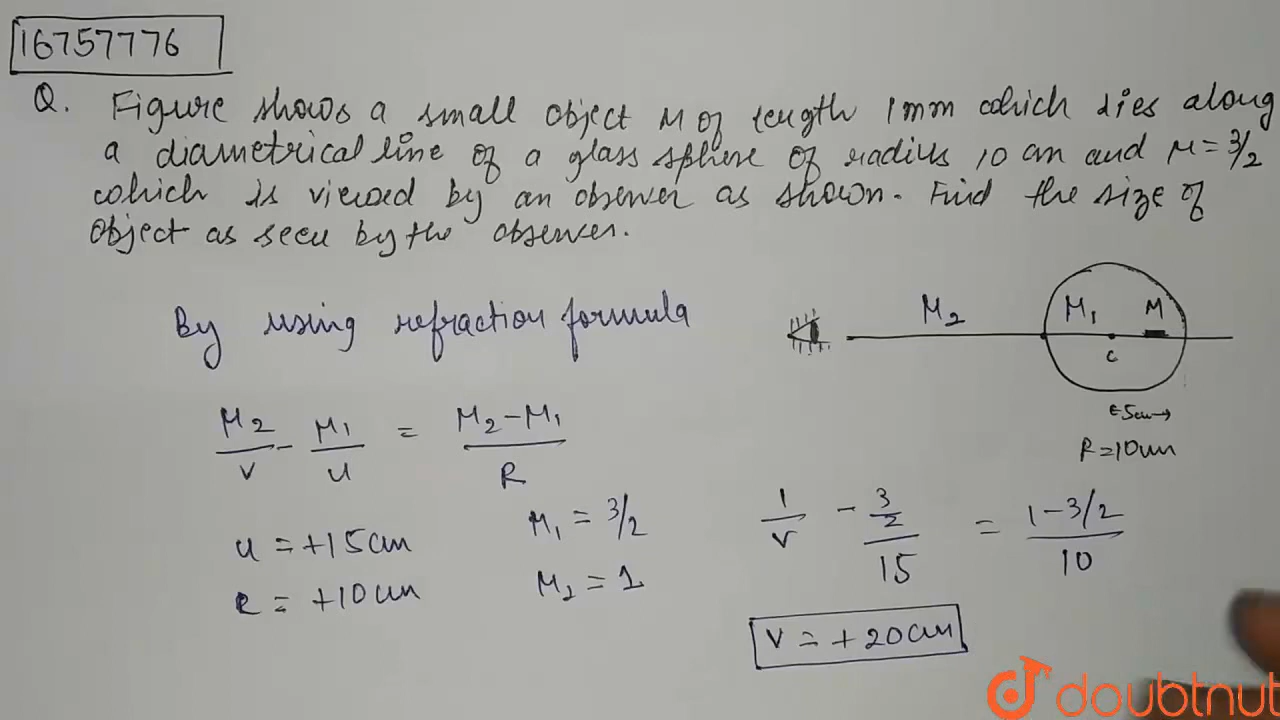 16757776
Q. Figure shows a small object M of length 1mm which lies along
a diametrical line of a glass sphere of radius 10 cm and μ = 3/2
which is viewed by an observer as shown. Find the size of
object as seen by the observer.
By using refraction formula
μ2 μ1 M
c
5cm
R=10cm
μ2/v - μ1/u = μ2-μ1/R
u = +15cm
R = +10cm
μ1 = 3/2
μ2 = 1
1/v - 3/2/15 = 1-3/2/10
v = +20cm
doubtnut